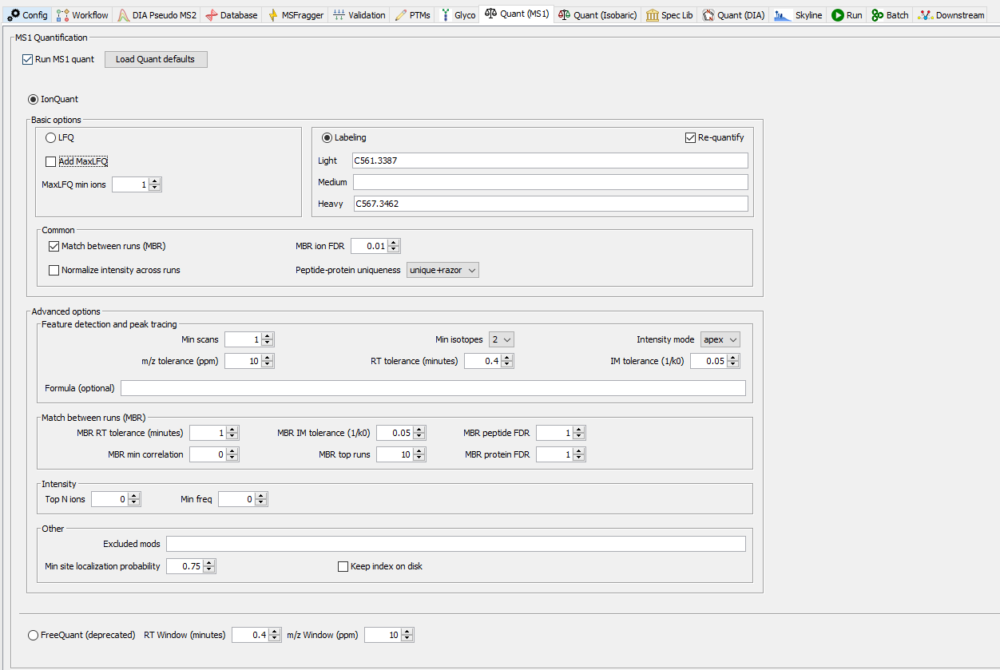 Config Workflow DIA Pseudo MS2 Database MSFragger Validation PTMs Glyco Quant (MS1) Quant (Isobaric) Spec Lib Quant (DIA) Skyline Run Batch Downstream
MS1 Quantification
Run MS1 quant Load Quant defaults
IonQuant
Basic options
LFQ Labeling Re-quantify
Add MaxLFQ Light C561.3387
MaxLFQ min ions 1 Medium
Heavy C567.3462
Common
Match between runs (MBR) MBR ion FDR 0.01
Normalize intensity across runs Peptide-protein uniqueness unique+razor
Advanced options
Feature detection and peak tracing
Min scans 1 Min isotopes 2 Intensity mode apex
m/z tolerance (ppm) 10 RT tolerance (minutes) 0.4 IM tolerance (1/k0) 0.05
Formula (optional)
Match between runs (MBR)
MBR RT tolerance (minutes) 1 MBR IM tolerance (1/k0) 0.05 MBR peptide FDR 1
MBR min correlation 0 MBR top runs 10 MBR protein FDR 1
Intensity
Top N ions 0 Min freq 0
Other
Excluded mods
Min site localization probability 0.75 Keep index on disk
FreeQuant (deprecated) RT Window (minutes) 0.4 m/z Window (ppm) 10